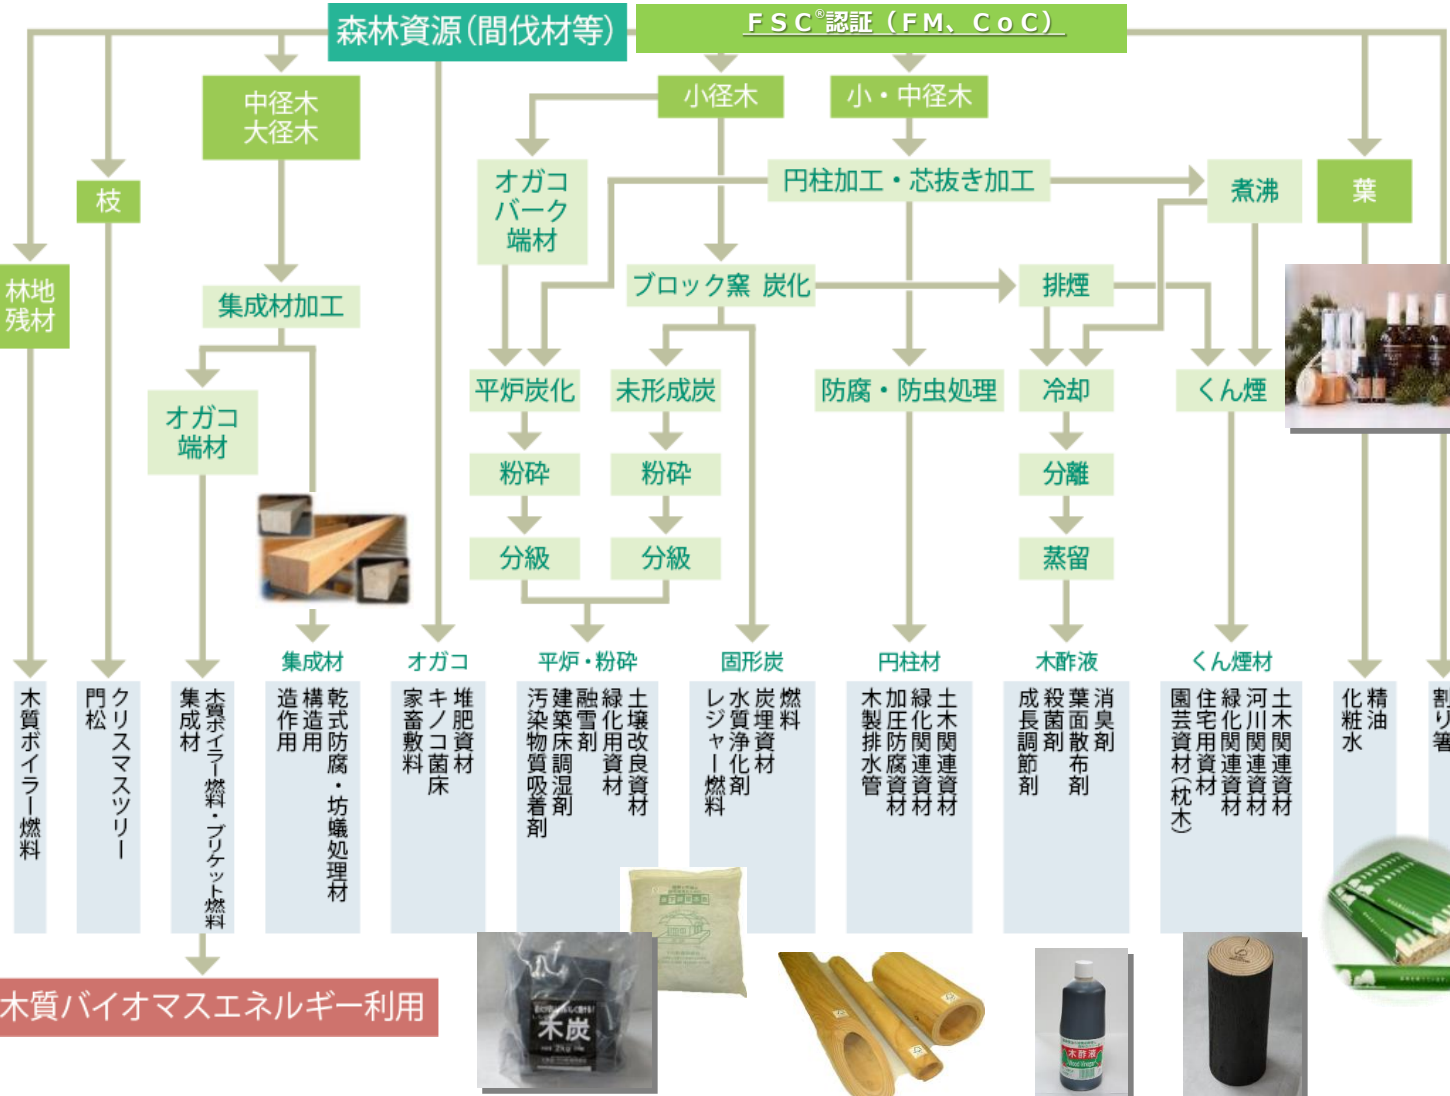 森林資源(間伐材等)
FSC®認証(FM、CoC)
中径木
大径木
小径木
小・中径木
枝
オガコ
バーク
端材
円柱加工・芯抜き加工
煮沸
葉
林地
残材
集成材加工
ブロック窯 炭化
排煙
オガコ
端材
平炉炭化
未形成炭
防腐・防虫処理
冷却
くん煙
粉砕
粉砕
分離
分級
分級
蒸留
集成材
オガコ
平炉・粉砕
固形炭
円柱材
木酢液
くん煙材
木質ボイラー燃料
クリスマスツリー
門松
木質ボイラー燃料・ブリケット燃料
集成材
乾式防腐・坊蟻処理材
構造用
造作用
堆肥資材
キノコ菌床
家畜敷料
土壌改良資材
緑化用資材
融雪剤
建築床調湿剤
汚染物質吸着剤
燃料
炭埋資材
水質浄化剤
レジャー燃料
土木関連資材
緑化関連資材
加圧防腐資材
木製排水管
消臭剤
葉面散布剤
殺菌剤
成長調節剤
土木関連資材
河川関連資材
緑化関連資材
住宅用資材
園芸資材(枕木)
精油
化粧水
割り箸
木質バイオマスエネルギー利用
木炭
2kg
木酢液